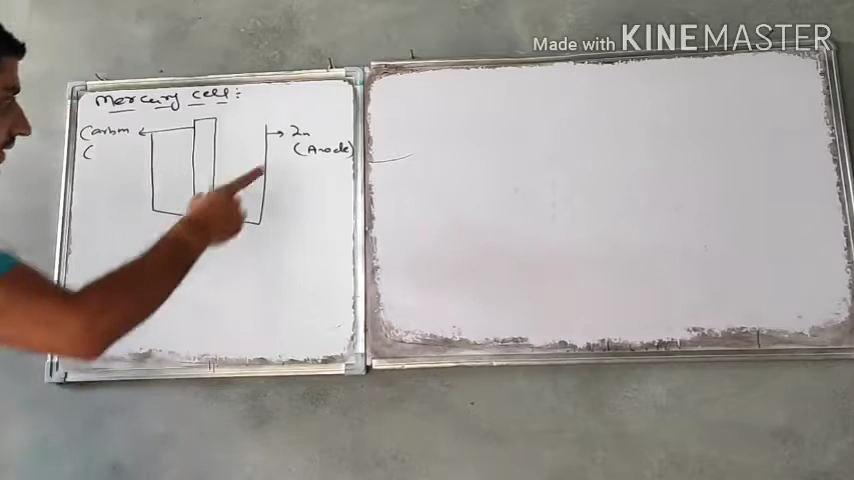 Made with KINEMASTER
Mercury Cell:
Carbon
Zn
(
(Anode)